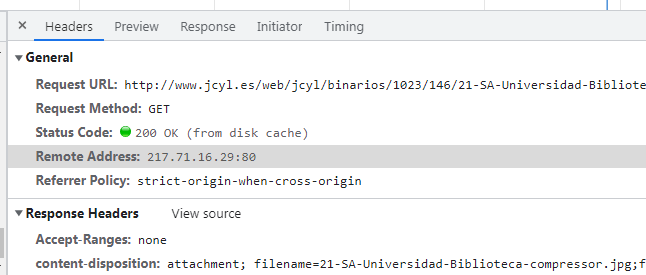 × Headers Preview Response Initiator Timing
▼ General
Request URL: http://www.jcyl.es/web/jcyl/binarios/1023/146/21-SA-Universidad-Bibliote
Request Method: GET
Status Code: 200 OK (from disk cache)
Remote Address: 217.71.16.29:80
Referrer Policy: strict-origin-when-cross-origin
▼ Response Headers View source
Accept-Ranges: none
content-disposition: attachment; filename=21-SA-Universidad-Biblioteca-compressor.jpg;f